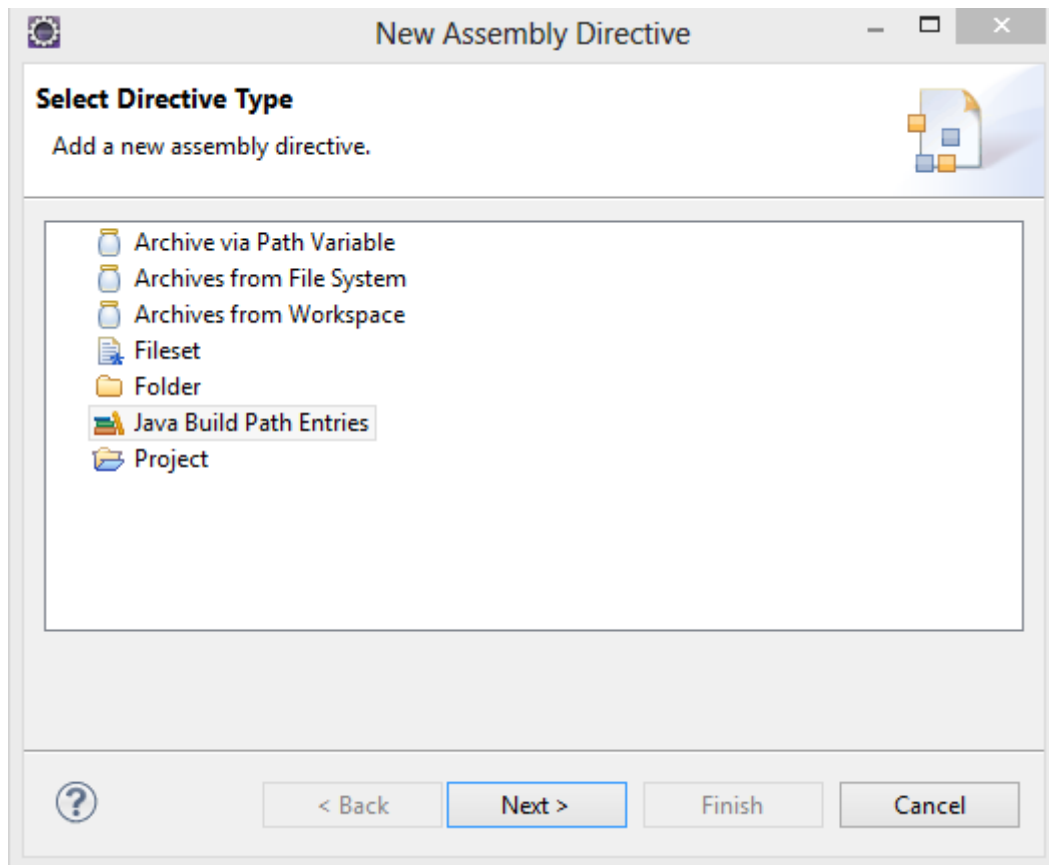 New Assembly Directive
Select Directive Type
Add a new assembly directive.
Archive via Path Variable
Archives from File System
Archives from Workspace
Fileset
Folder
Java Build Path Entries
Project
?
< Back
Next >
Finish
Cancel